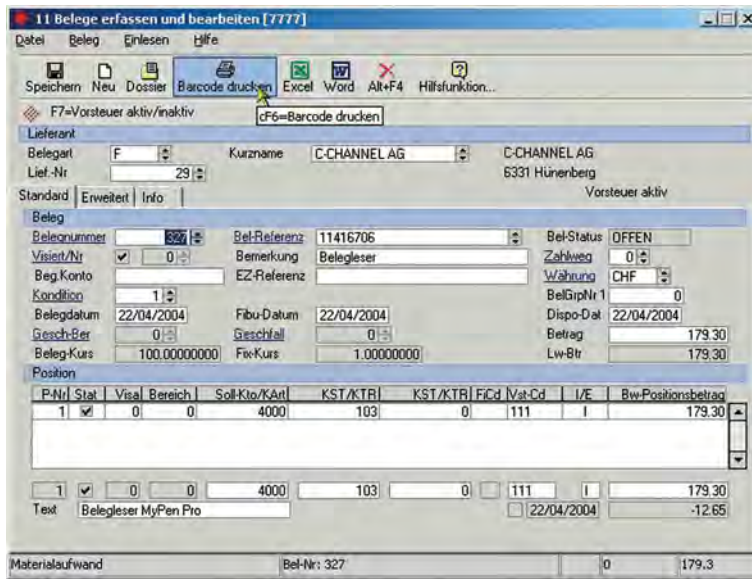 11 Belege erfassen und bearbeiten [7777]
Datei Beleg Einlesen Hilfe
Speichern Neu Dossier Barcode drucken Excel Word Alt+F4 Hilfsfunktion...
F7=Vorsteuer aktiv/inaktiv
cF6=Barcode drucken
Lieferant
Belegart F Kurzname C-CHANNEL AG C-CHANNEL AG
Lief.-Nr 29 6331 Hünenberg
Standard Erweitert Info Vorsteuer aktiv
Beleg
Belegnummer 327 Bel-Referenz 11416706 Bel-Status OFFEN
Visiert/Nr 0 Bemerkung Belegleser Zahlweg 0
Beg.Konto EZ-Referenz Währung CHF
Kondition 1 BelGrpNr 1 0
Belegdatum 22/04/2004 Fibu-Datum 22/04/2004 Dispo-Dat 22/04/2004
Gesch-Ber 0 Geschfall 0 Betrag 179.30
Beleg-Kurs 100.00000000 Fix-Kurs 1.00000000 Lw-Btr 179.30
Position
P-Nr Stat Visa Bereich Soll-Kto/KArt KST/KTR KST/KTR FiCd Vst-Cd I/E Bw-Positionsbetrag
1 0 0 4000 103 0 111 I 179.30
1 0 0 4000 103 0 111 I 179.30
Text Belegleser MyPen Pro 22/04/2004 -12.65
Materialaufwand Bel-Nr: 327 0 179.3